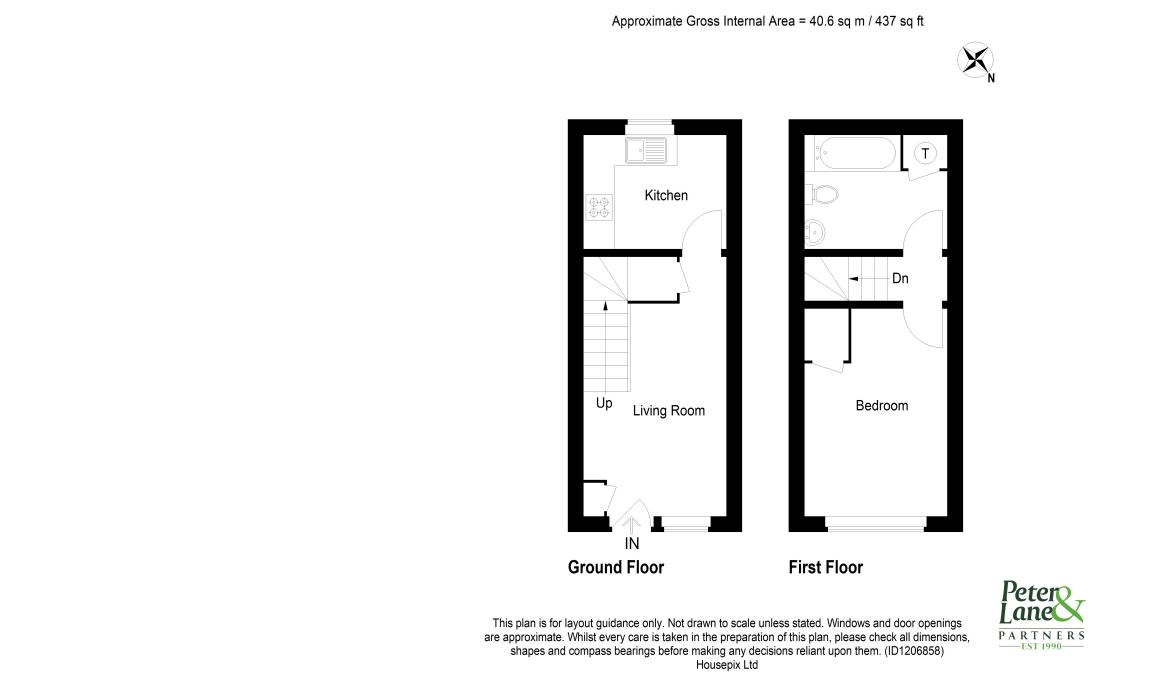 Approximate Gross Internal Area = 40.6 sq m / 437 sq ft
N
T
Kitchen
Dn
Up
Living Room
Bedroom
IN
Ground Floor
First Floor
Peter
Lane &
PARTNERS
EST 1990
This plan is for layout guidance only. Not drawn to scale unless stated. Windows and door openings
are approximate. Whilst every care is taken in the preparation of this plan, please check all dimensions,
shapes and compass bearings before making any decisions reliant upon them. (ID1206858)
Housepix Ltd